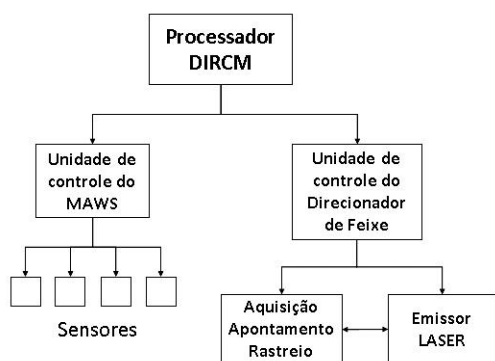 Processador
DIRCM
Unidade de
controle do
MAWS
Unidade de
controle do
Direcionador
de Feixe
Sensores
Aquisição
Apontamento
Rastreio
Emissor
LASER